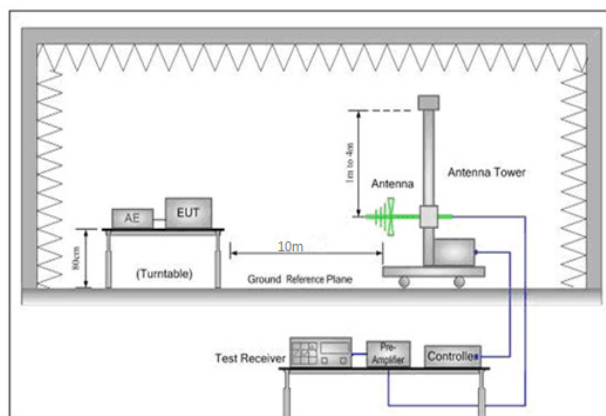 1m to 4m
Antenna
Antenna Tower
AE
EUT
80cm
(Turntable)
10m
Ground Reference Plane
Test Receiver
Pre-
Amplifier
Controller